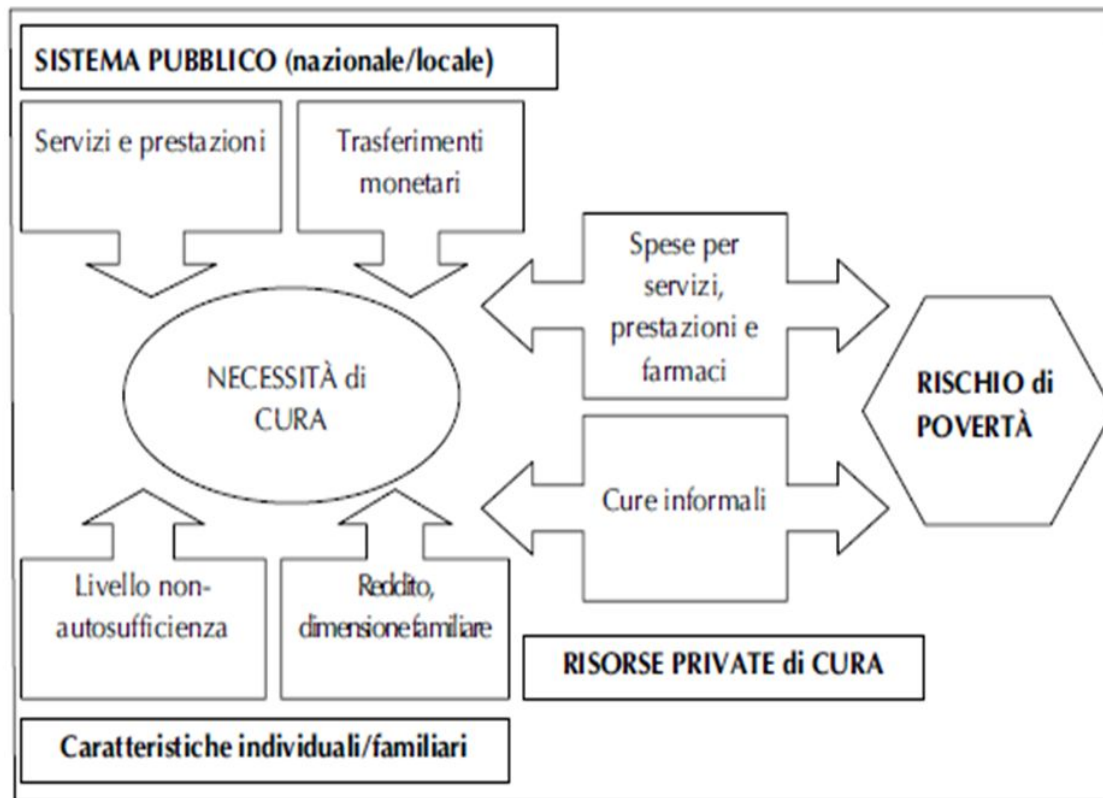 SISTEMA PUBBLICO (nazionale/locale)
Servizi e prestazioni
Trasferimenti
monetari
Spese per
servizi,
prestazioni e
farmaci
NECESSITÀ di
CURA
RISCHIO di
POVERTÀ
Cure informali
Livello non-
autosufficienza
Reddito,
dimensione familiare
RISORSE PRIVATE di CURA
Caratteristiche individuali/familiari